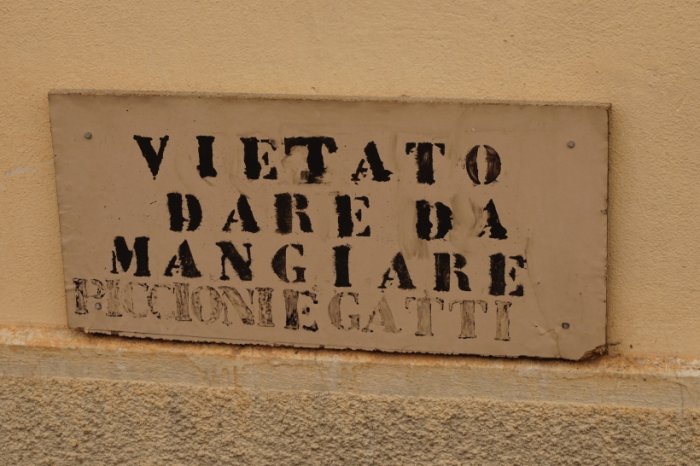 VIETATO
DARE DA
MANGIARE
PICCIONI E GATTI